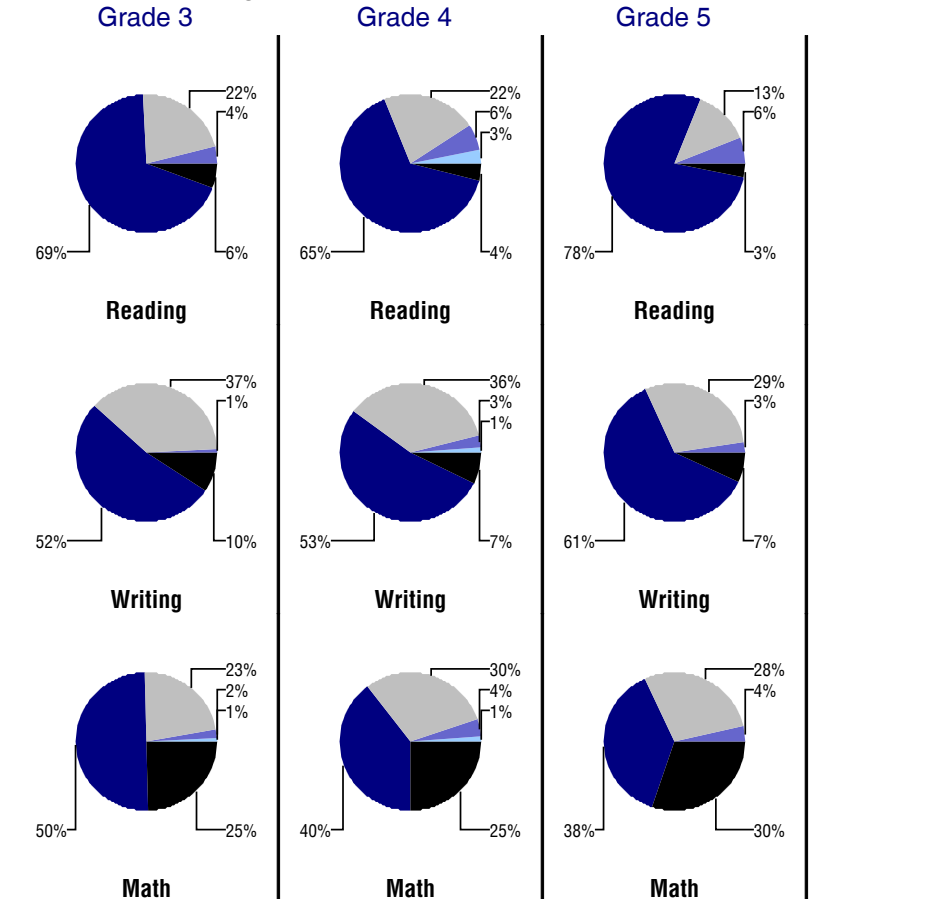 Grade 3 Grade 4 Grade 5
22% 22% 13%
4% 6% 6%
3%
69% 6% 65% 4% 78% 3%
Reading Reading Reading
37% 36% 29%
1% 3% 3%
1%
52% 10% 53% 7% 61% 7%
Writing Writing Writing
23% 30% 28%
2% 4% 4%
1% 1%
50% 25% 40% 25% 38% 30%
Math Math Math